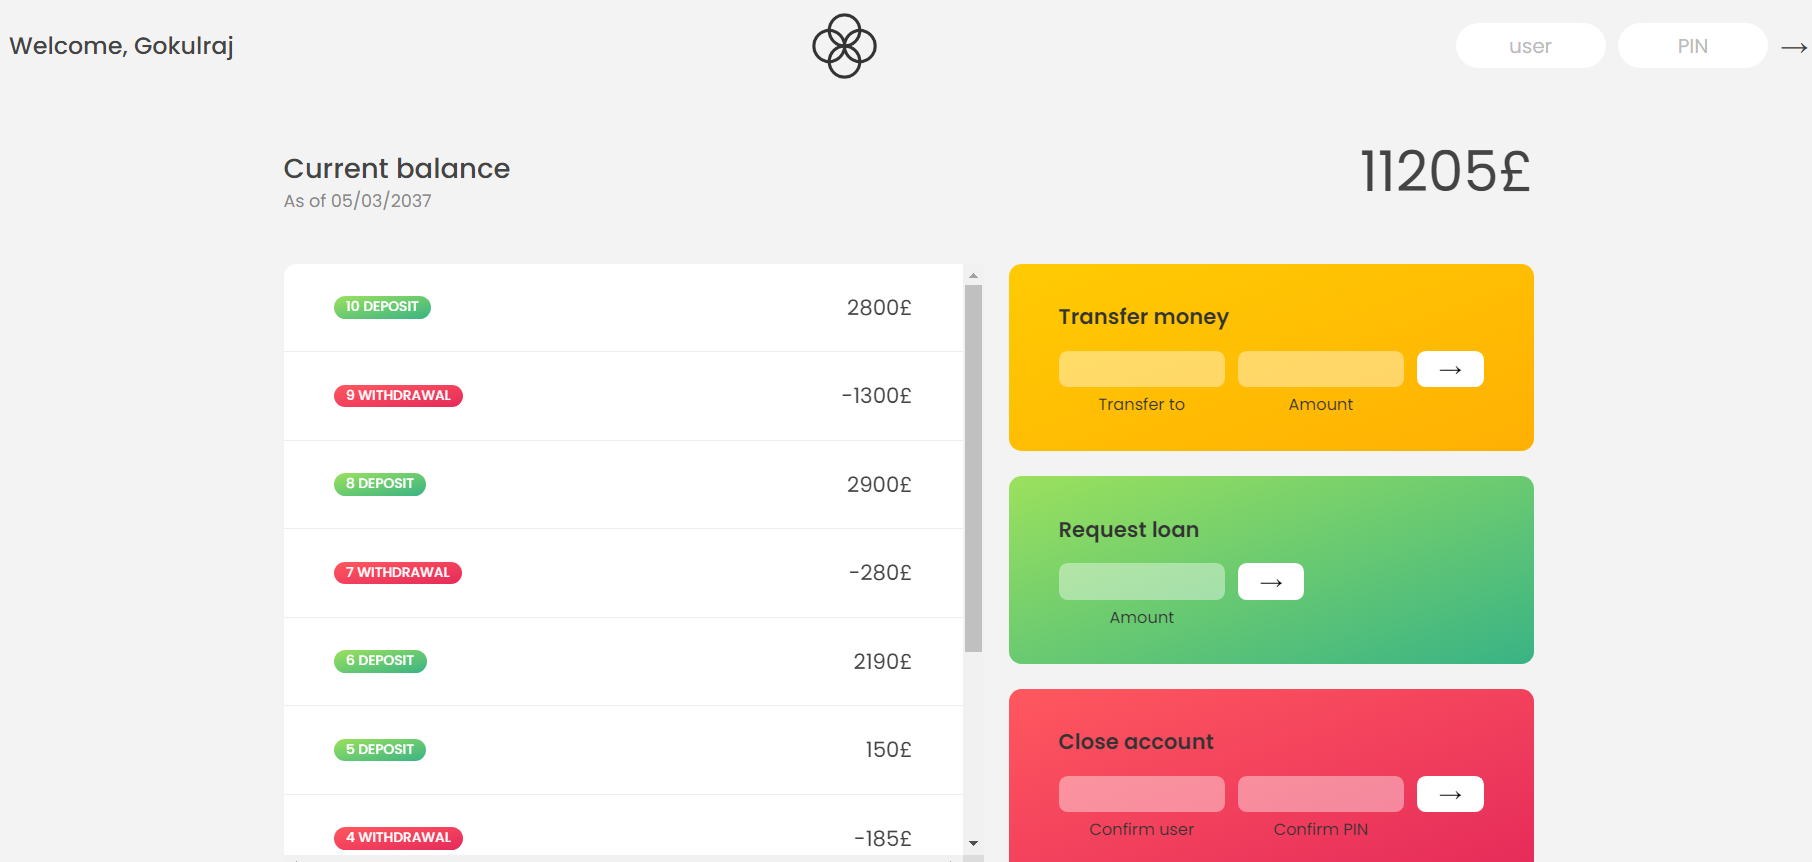 Welcome, Gokulraj
user
PIN
→
Current balance
As of 05/03/2037
11205£
10 DEPOSIT 2800£
9 WITHDRAWAL -1300£
8 DEPOSIT 2900£
7 WITHDRAWAL -280£
6 DEPOSIT 2190£
5 DEPOSIT 150£
4 WITHDRAWAL -185£
Transfer money
→
Transfer to Amount
Request loan
→
Amount
Close account
→
Confirm user Confirm PIN